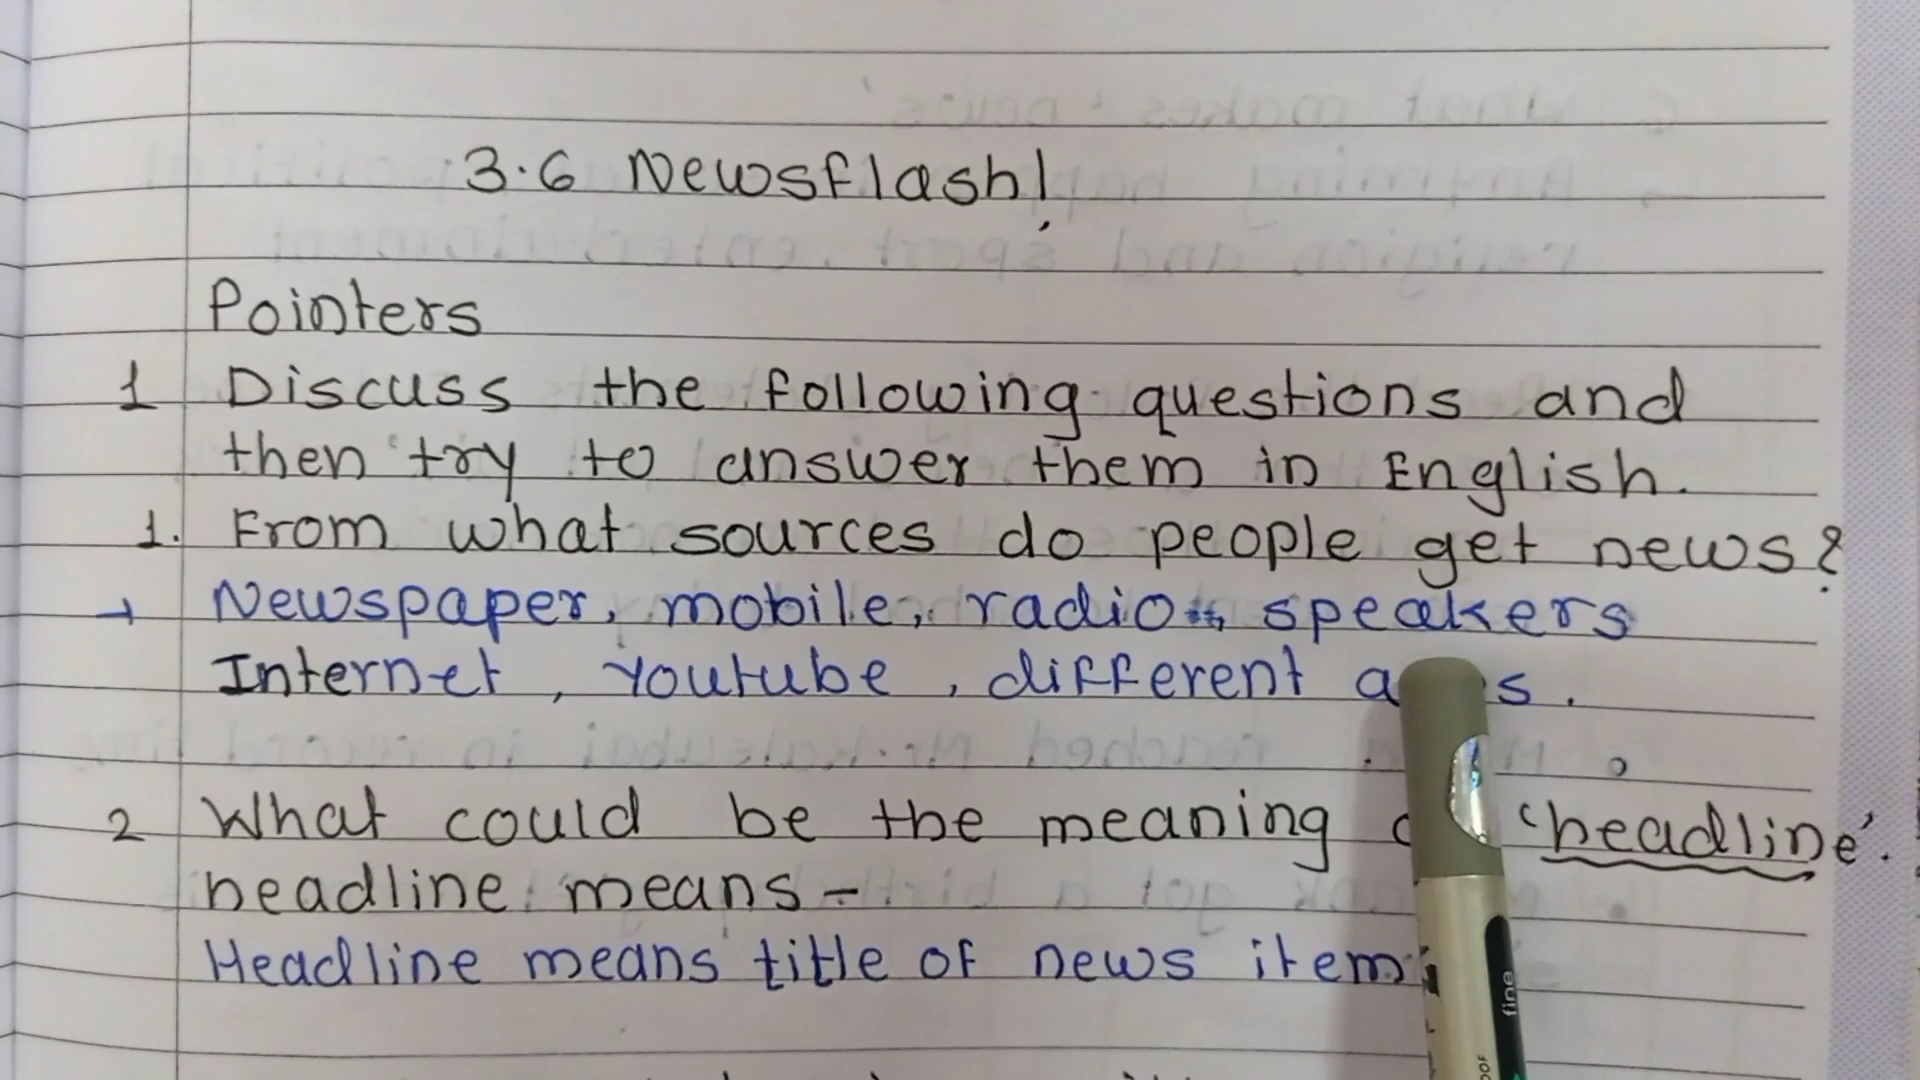 3.6 Newsflash!
Pointers
1 Discuss the following questions and
then try to answer them in English.
1. From what sources do people get news?
→ Newspaper, mobile, radio, speakers
Internet, Youtube, different
2 What could be the meaning 'headline'.
headline means -
Headline means title of news item
fine